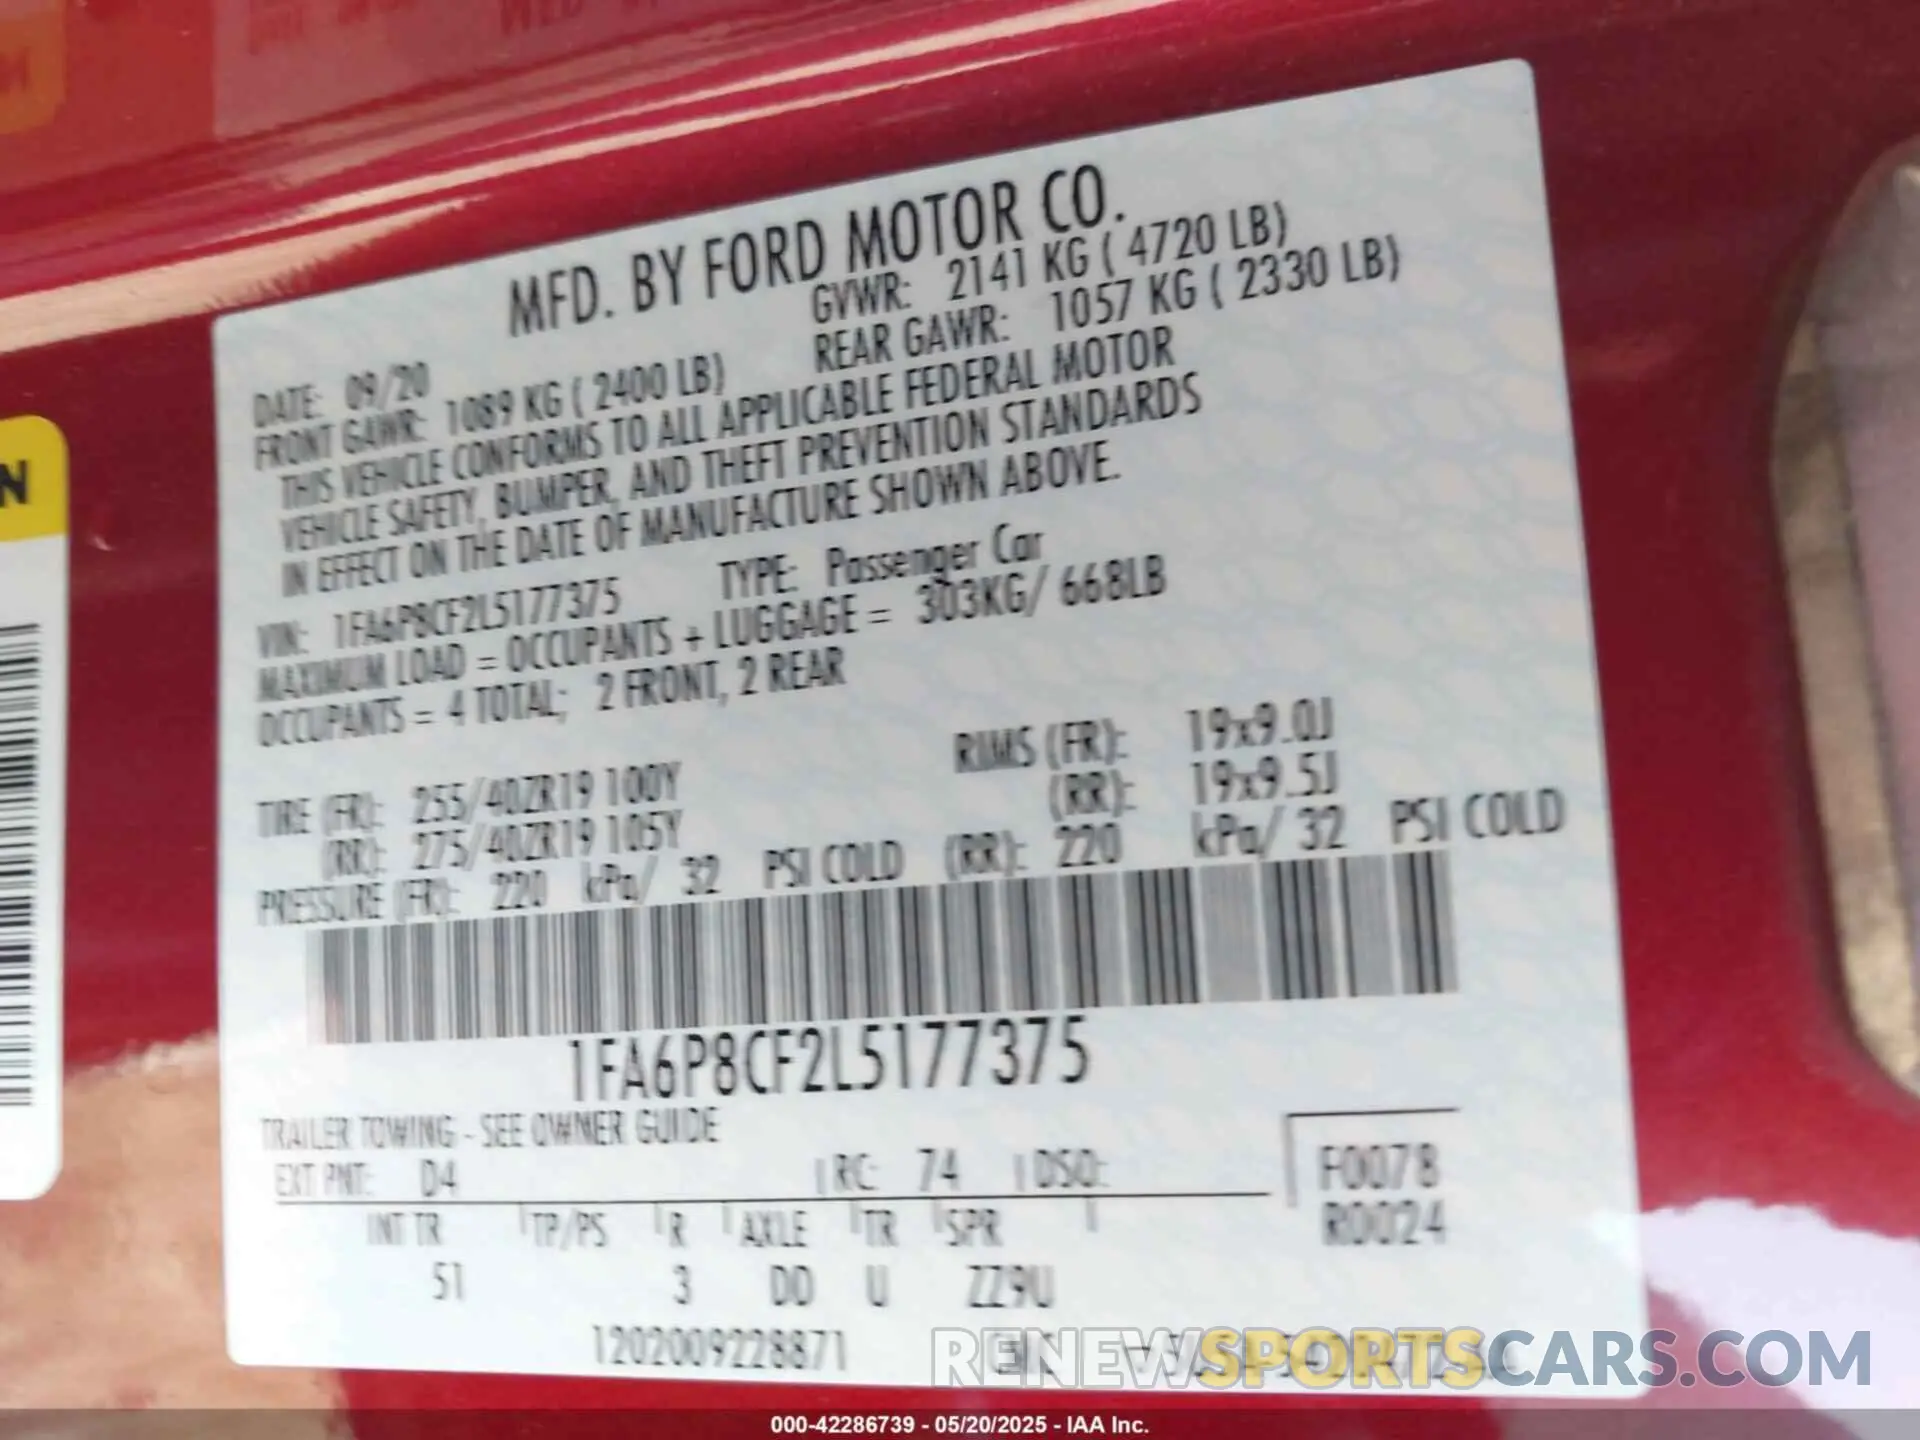 MFD. BY FORD MOTOR CO.
DATE: 09/20 GVWR: 2141 KG ( 4720 LB)
FRONT GAWR: 1089 KG ( 2400 LB) REAR GAWR: 1057 KG ( 2330 LB)
THIS VEHICLE CONFORMS TO ALL APPLICABLE FEDERAL MOTOR
VEHICLE SAFETY, BUMPER, AND THEFT PREVENTION STANDARDS
IN EFFECT ON THE DATE OF MANUFACTURE SHOWN ABOVE.
VIN: 1FA6P8CF2L5177375 TYPE: Passenger Car
MAXIMUM LOAD = OCCUPANTS + LUGGAGE = 303KG/ 668LB
OCCUPANTS = 4 TOTAL; 2 FRONT, 2 REAR
TIRE (FR): 255/40ZR19 100Y RIMS (FR): 19x9.0J
(RR): 275/40ZR19 105Y (RR): 19x9.5J
PRESSURE (FR): 220 kPa/ 32 PSI COLD (RR): 220 kPa/ 32 PSI COLD
1FA6P8CF2L5177375
TRAILER TOWING - SEE OWNER GUIDE
EXT PNT: D4 RC: 74 DSO: F0078
INT TR TP/PS R AXLE TR SPR R0024
51 3 DD U ZZ9U
1202009228871
RENEWSPORTSCARS.COM
000-42286739 - 05/20/2025 - IAA Inc.
N